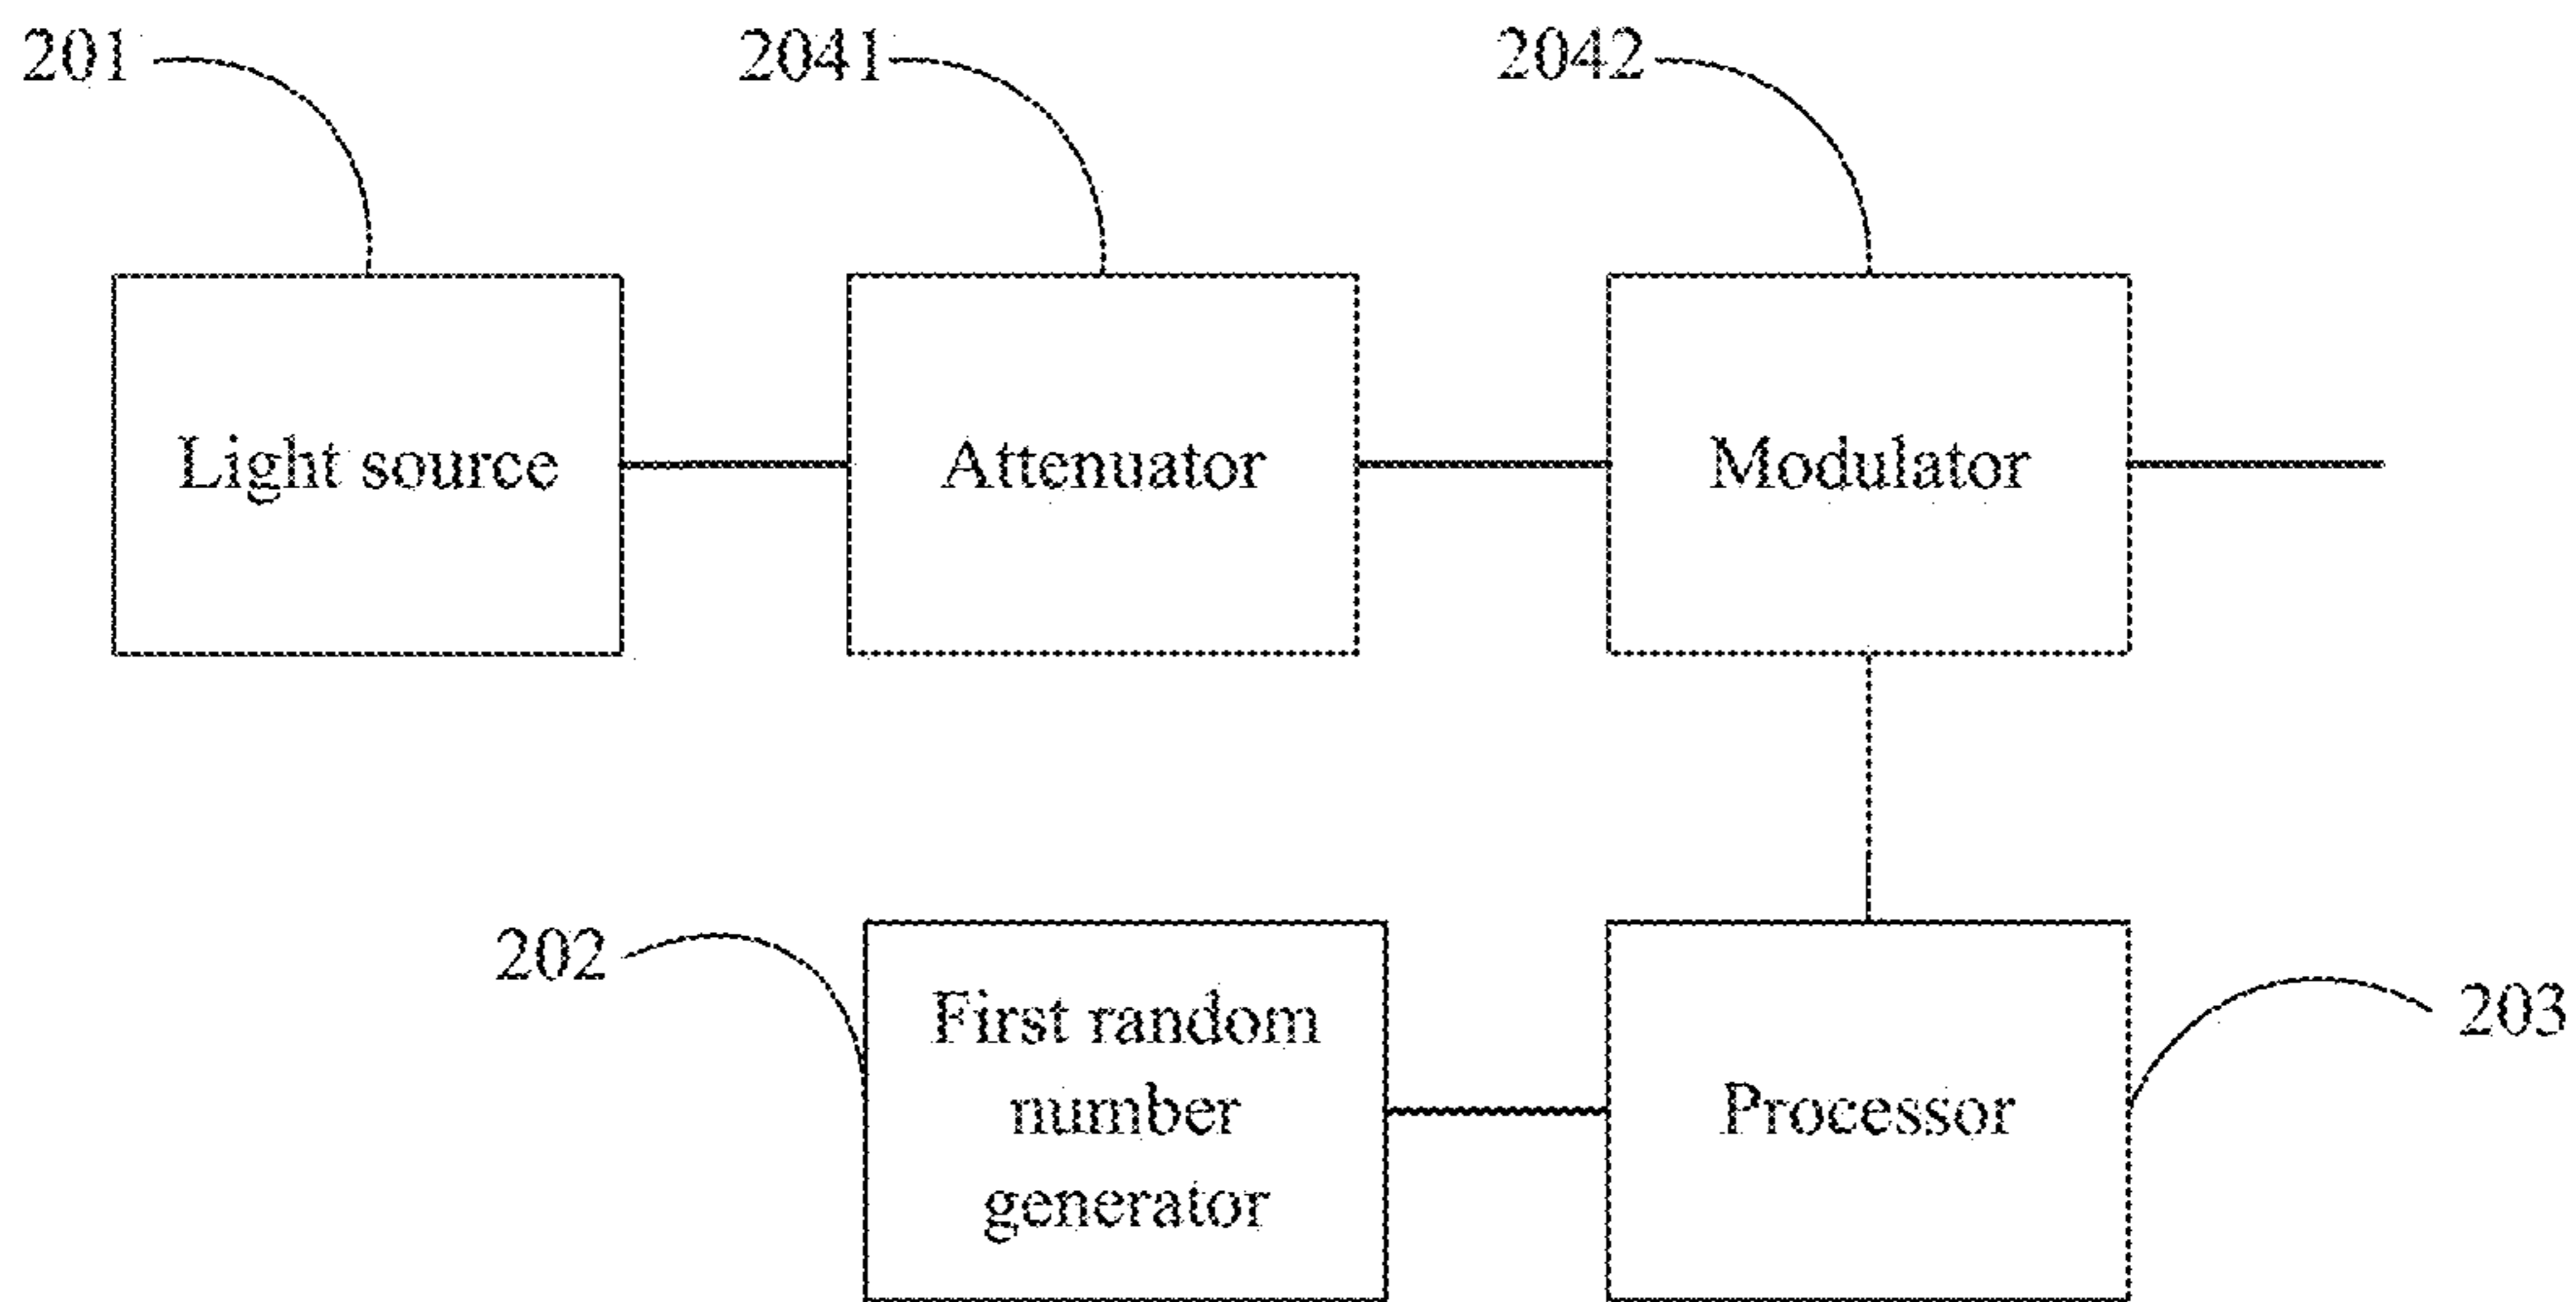 201
2041
2042
Light source
Attenuator
Modulator
202
First random
number
generator
Processor
203